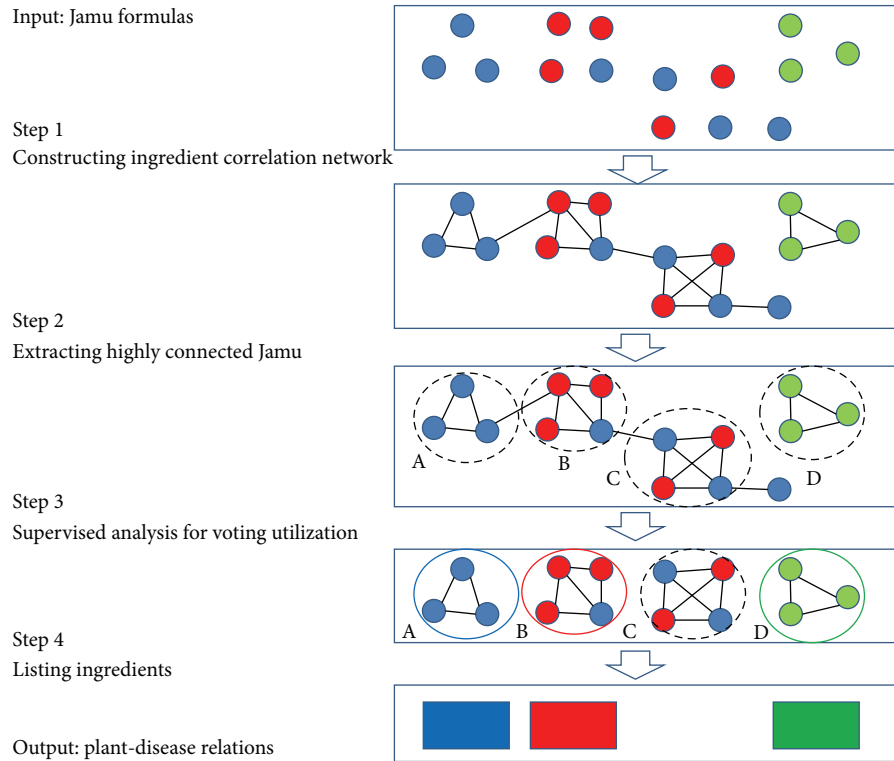 Input: Jamu formulas
Step 1
Constructing ingredient correlation network
Step 2
Extracting highly connected Jamu
A
B
C
D
Step 3
Supervised analysis for voting utilization
A
B
C
D
Step 4
Listing ingredients
Output: plant-disease relations